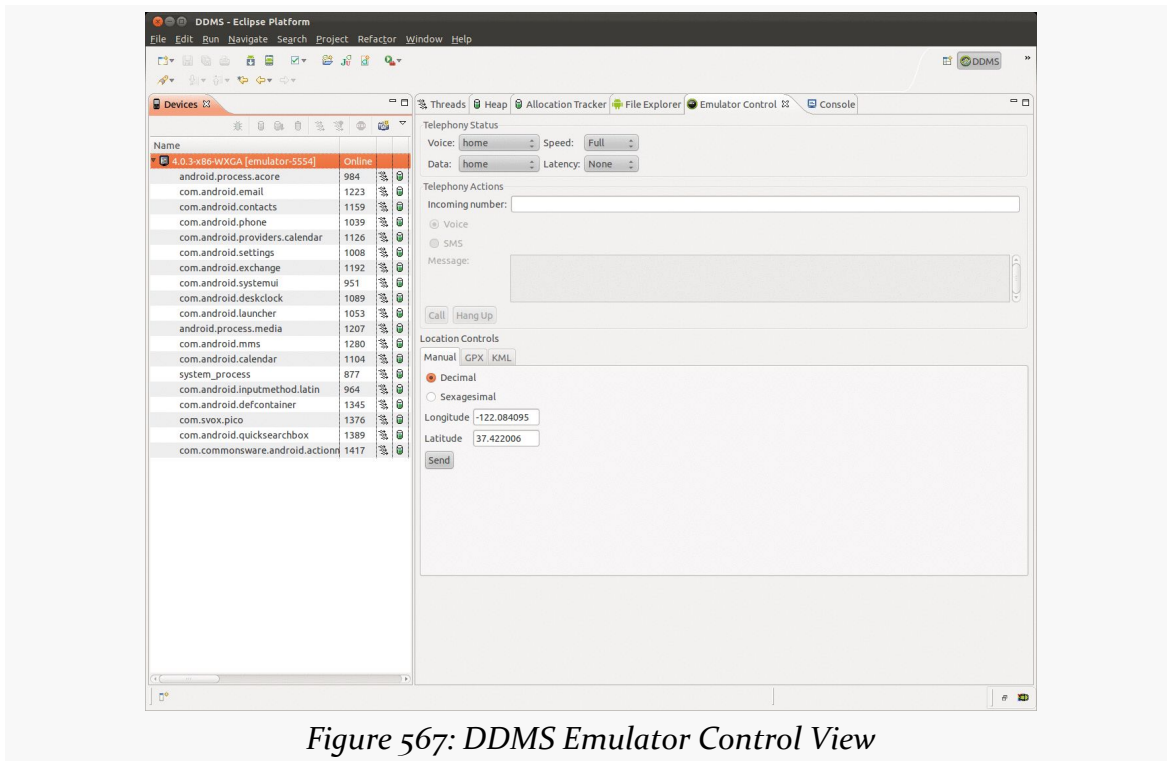 DDMS - Eclipse Platform
File Edit Run Navigate Search Project Refactor Window Help
DDMS »
Devices
Threads Heap Allocation Tracker File Explorer Emulator Control Console
Name
4.0.3-x86-WXGA [emulator-5554] Online
android.process.acore 984
com.android.email 1223
com.android.contacts 1159
com.android.phone 1039
com.android.providers.calendar 1126
com.android.settings 1008
com.android.exchange 1192
com.android.systemui 951
com.android.deskclock 1089
com.android.launcher 1053
android.process.media 1207
com.android.mms 1280
com.android.calendar 1104
system_process 877
com.android.inputmethod.latin 964
com.android.defcontainer 1345
com.svox.pico 1376
com.android.quicksearchbox 1389
com.commonsware.android.actionn 1417
Telephony Status
Voice: home Speed: Full
Data: home Latency: None
Telephony Actions
Incoming number:
Voice
SMS
Message:
Call Hang Up
Location Controls
Manual GPX KML
Decimal
Sexagesimal
Longitude -122.084095
Latitude 37.422006
Send
Figure 567: DDMS Emulator Control View